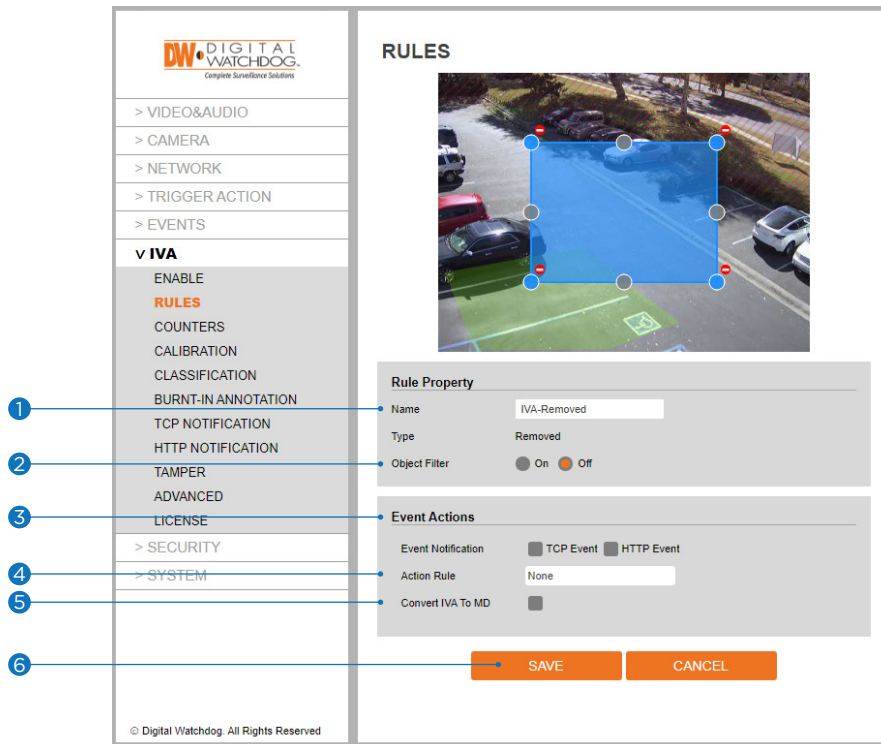 DW DIGITAL
WATCHDOG.
Complete Surveillance Solutions
> VIDEO&AUDIO
> CAMERA
> NETWORK
> TRIGGER ACTION
> EVENTS
v IVA
ENABLE
RULES
COUNTERS
CALIBRATION
CLASSIFICATION
BURNT-IN ANNOTATION
TCP NOTIFICATION
HTTP NOTIFICATION
TAMPER
ADVANCED
LICENSE
> SECURITY
> SYSTEM
© Digital Watchdog. All Rights Reserved
RULES
Rule Property
1 Name IVA-Removed
Type Removed
2 Object Filter On Off
3 Event Actions
Event Notification TCP Event HTTP Event
4 Action Rule None
5 Convert IVA To MD
6 SAVE CANCEL